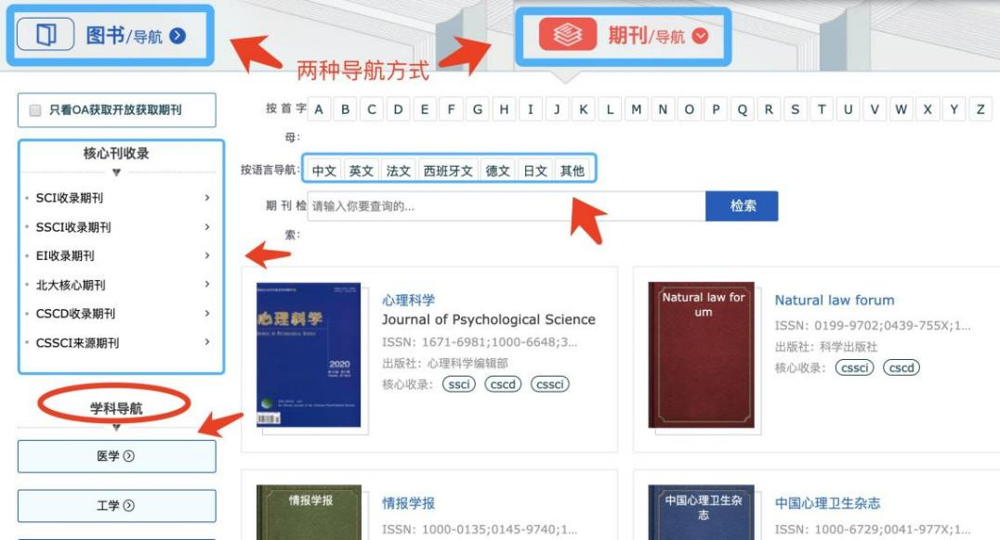 图书/导航
期刊/导航
两种导航方式
只看OA获取开放获取期刊
核心刊收录
SCI收录期刊
SSCI收录期刊
EI收录期刊
北大核心期刊
CSCD收录期刊
CSSCI来源期刊
学科导航
医学
工学
按首字母:
A B C D E F G H I J K L M N O P Q R S T U V W X Y Z
按语言导航:
中文 英文 法文 西班牙文 德文 日文 其他
期刊检索:
请输入你要查询的...
检索
心理科学
2020
心理科学
Journal of Psychological Science
ISSN: 1671-6981;1000-6648;3...
出版社: 心理科学编辑部
核心收录: ssci cscd cssci
Natural law for
um
Natural law forum
ISSN: 0199-9702;0439-755X;1...
出版社: 科学出版社
核心收录: cssci cscd
情报学报
情报学报
ISSN: 1000-0135;0145-9740;1...
中国心理卫生杂
志
中国心理卫生杂志
ISSN: 1000-6729;0041-977X;1...